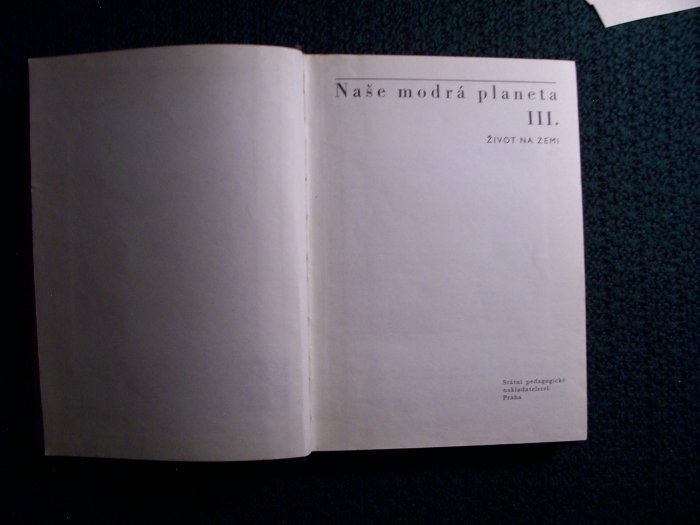 Naše modrá planeta
III.
ŽIVOT NA ZEMI
Státní pedagogické
nakladatelství
Praha